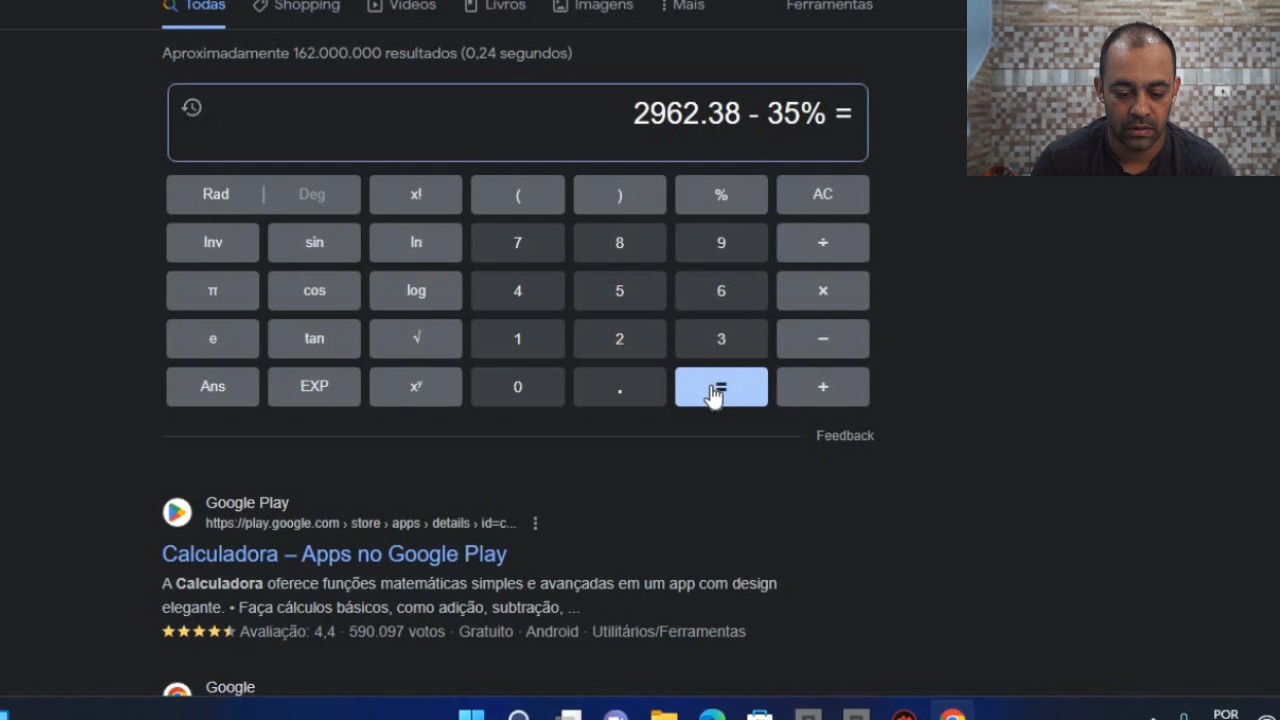 Todas Shopping Vídeos Livros Imagens Mais Ferramentas
Aproximadamente 162.000.000 resultados (0,24 segundos)
2962.38 - 35% =
Rad | Deg x! ( ) % AC
Inv sin ln 7 8 9 ÷
π cos log 4 5 6 ×
e tan √ 1 2 3 −
Ans EXP xʸ 0 . = +
Feedback
Google Play
https://play.google.com › store › apps › details › id=c...
Calculadora – Apps no Google Play
A Calculadora oferece funções matemáticas simples e avançadas em um app com design
elegante. • Faça cálculos básicos, como adição, subtração, ...
Avaliação: 4,4 · 590.097 votos · Gratuito · Android · Utilitários/Ferramentas
Google
POR